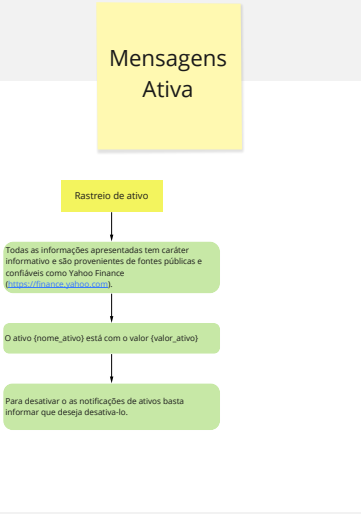 Mensagens
Ativa
Rastreio de ativo
Todas as informações apresentadas tem caráter
informativo e são provenientes de fontes públicas e
confiáveis como Yahoo Finance
(https://finance.yahoo.com).
O ativo {nome_ativo} está com o valor {valor_ativo}
Para desativar o as notificações de ativos basta
informar que deseja desativa-lo.